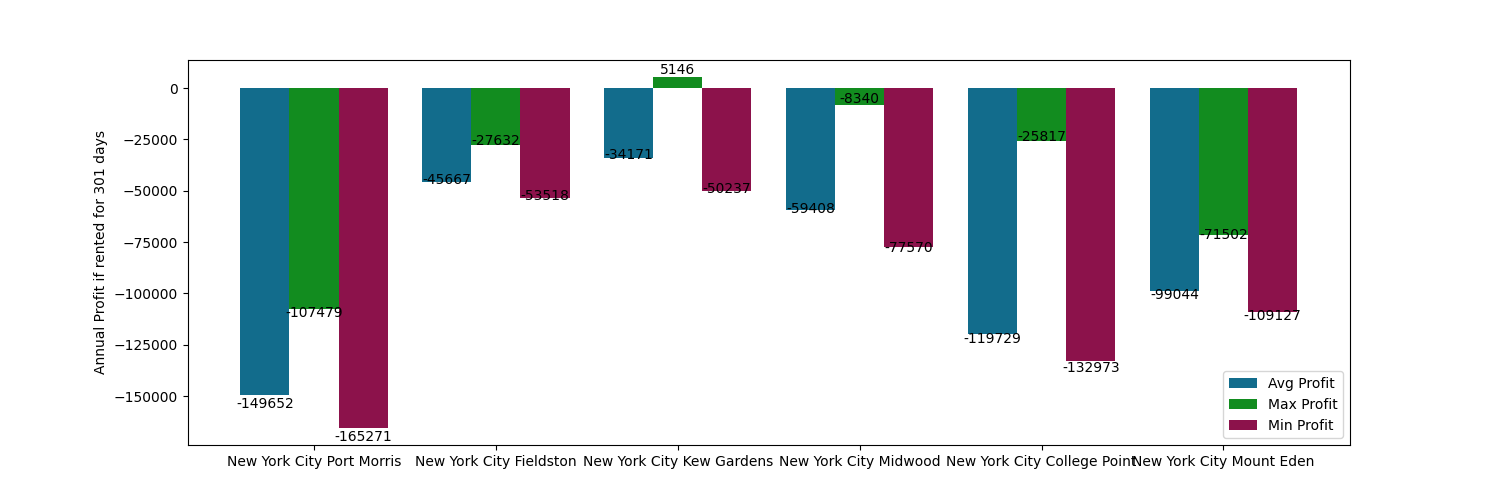 5146
0
-8340
-25000
-27632
-25817
-34171
-45667
-50000
-53518
-50237
-59408
-71502
-75000
-77570
-99044
-100000
-107479
-109127
-119729
-125000
-132973
-149652
-150000
-165271
Annual Profit if rented for 301 days
Avg Profit
Max Profit
Min Profit
New York City Port Morris
New York City Fieldston
New York City Kew Gardens
New York City Midwood
New York City College Point
New York City Mount Eden